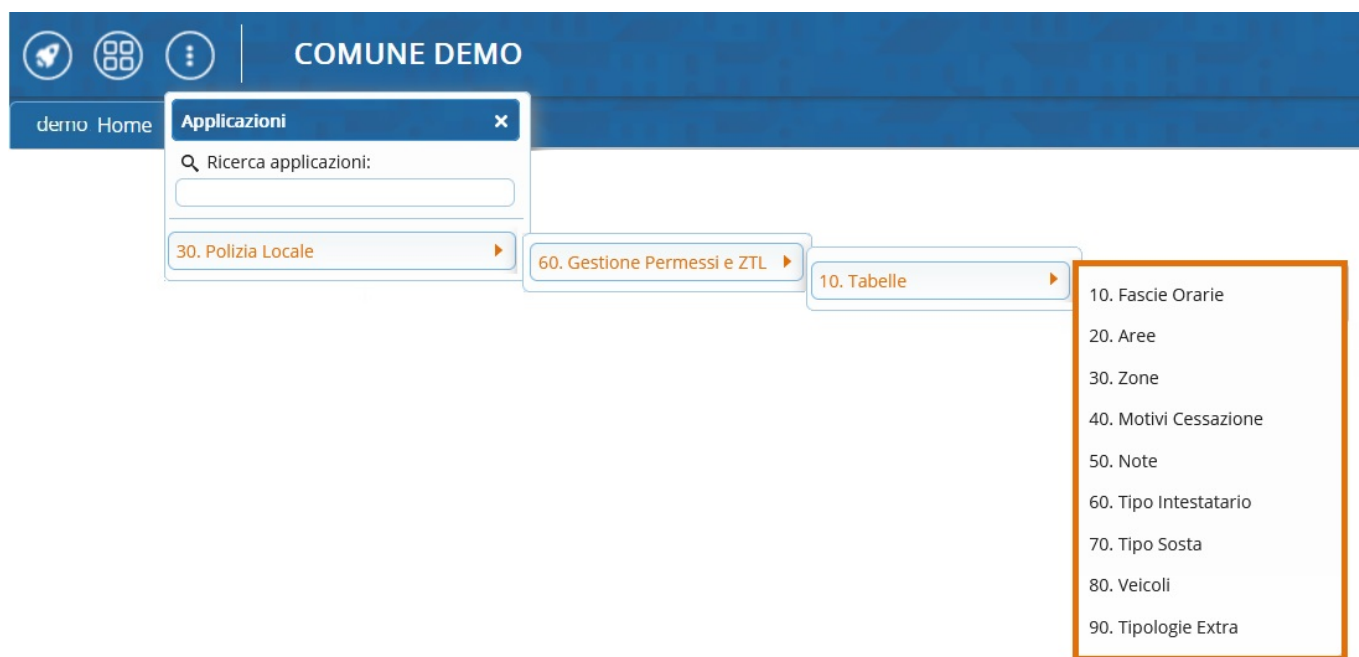 COMUNE DEMO
demo Home
Applicazioni
Ricerca applicazioni:
30. Polizia Locale
60. Gestione Permessi e ZTL
10. Tabelle
10. Fascie Orarie
20. Aree
30. Zone
40. Motivi Cessazione
50. Note
60. Tipo Intestatario
70. Tipo Sosta
80. Veicoli
90. Tipologie Extra